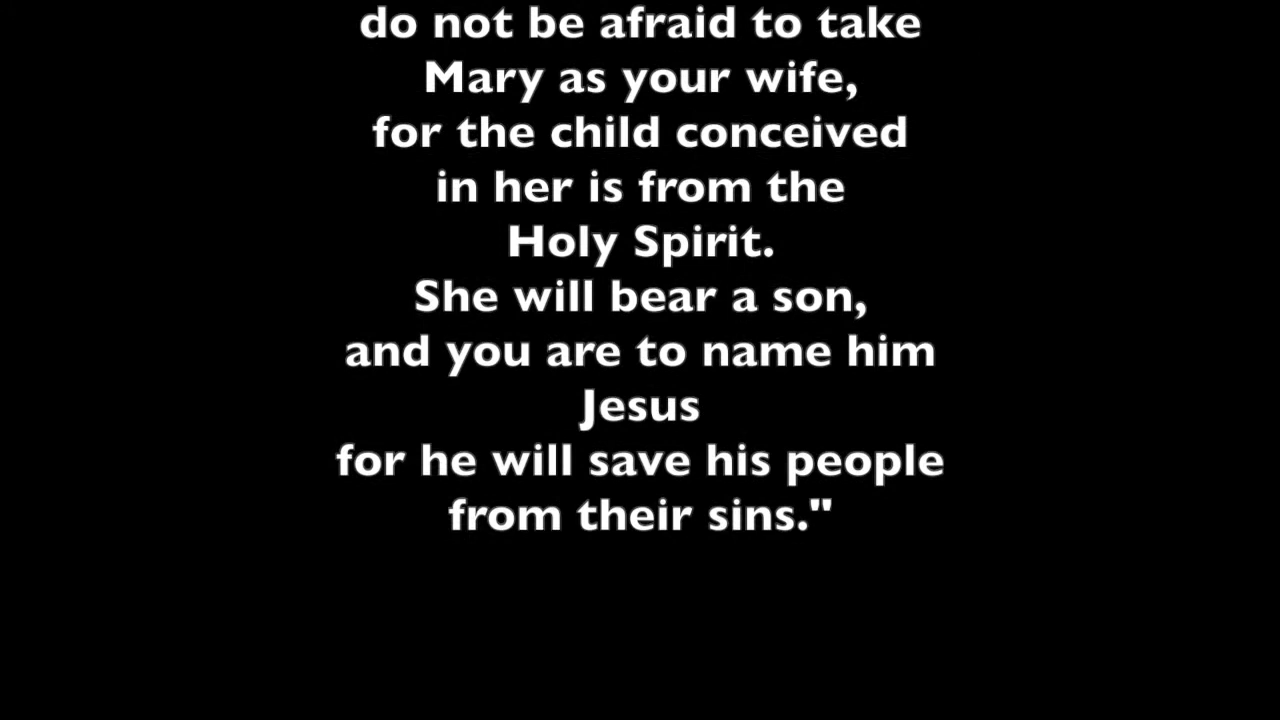 do not be afraid to take
Mary as your wife,
for the child conceived
in her is from the
Holy Spirit.
She will bear a son,
and you are to name him
Jesus
for he will save his people
from their sins."